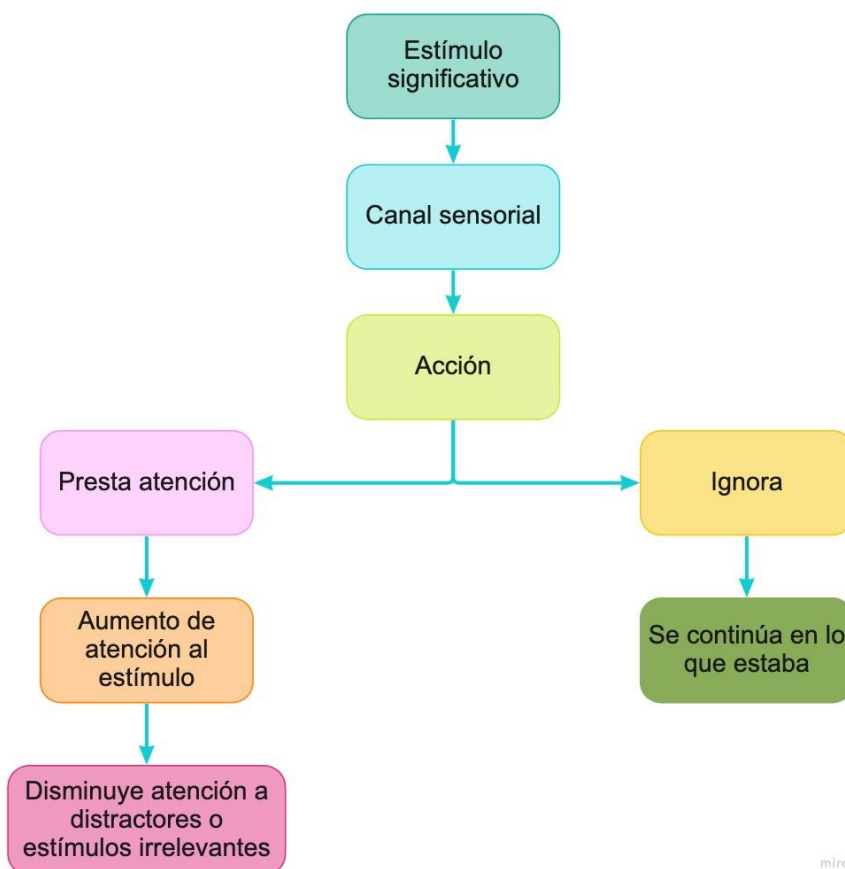 Estímulo
significativo
Canal sensorial
Acción
Presta atención
Ignora
Aumento de
atención al
estímulo
Se continúa en lo
que estaba
Disminuye atención a
distractores o
estímulos irrelevantes